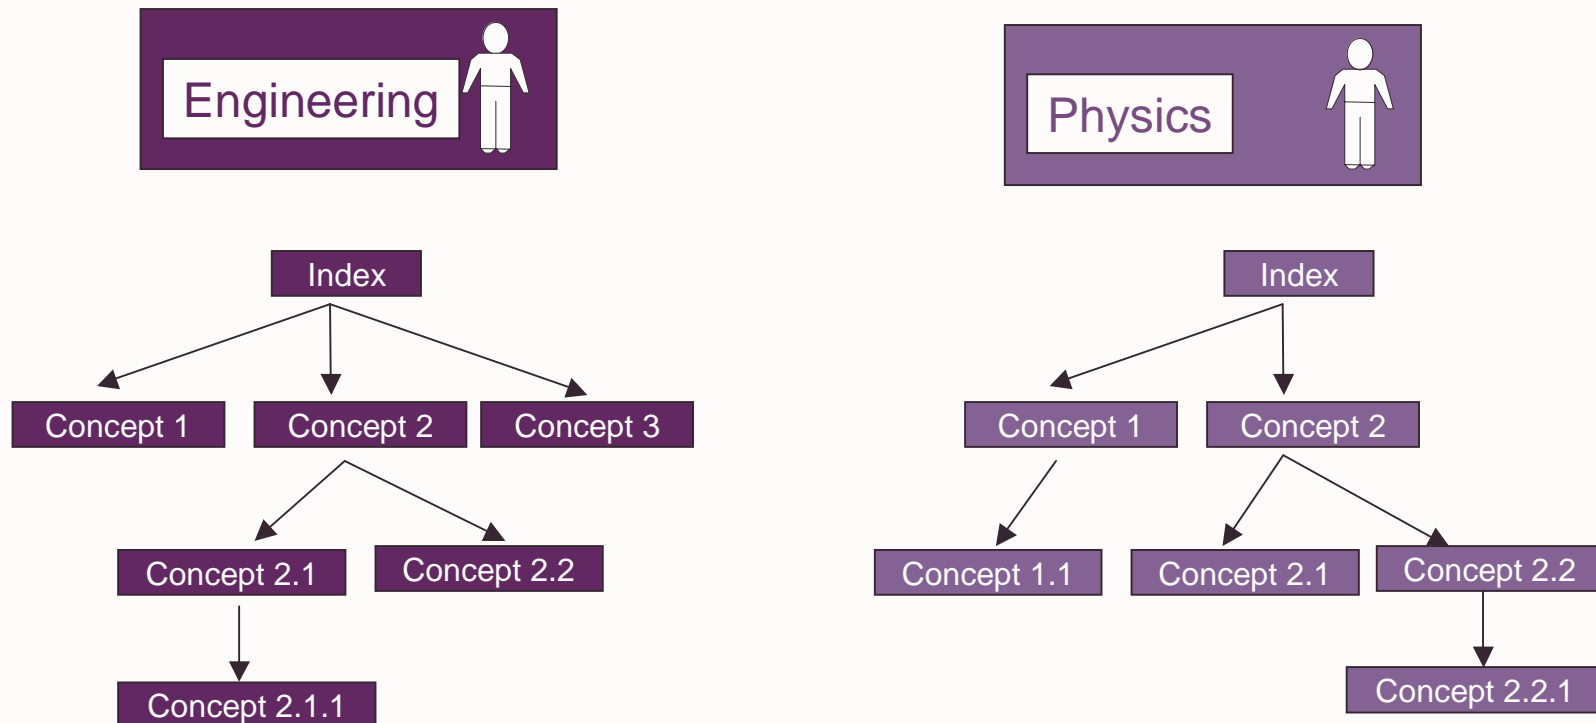 Engineering
Index
Concept 1
Concept 2
Concept 3
Concept 2.1
Concept 2.2
Concept 2.1.1
Physics
Index
Concept 1
Concept 2
Concept 1.1
Concept 2.1
Concept 2.2
Concept 2.2.1